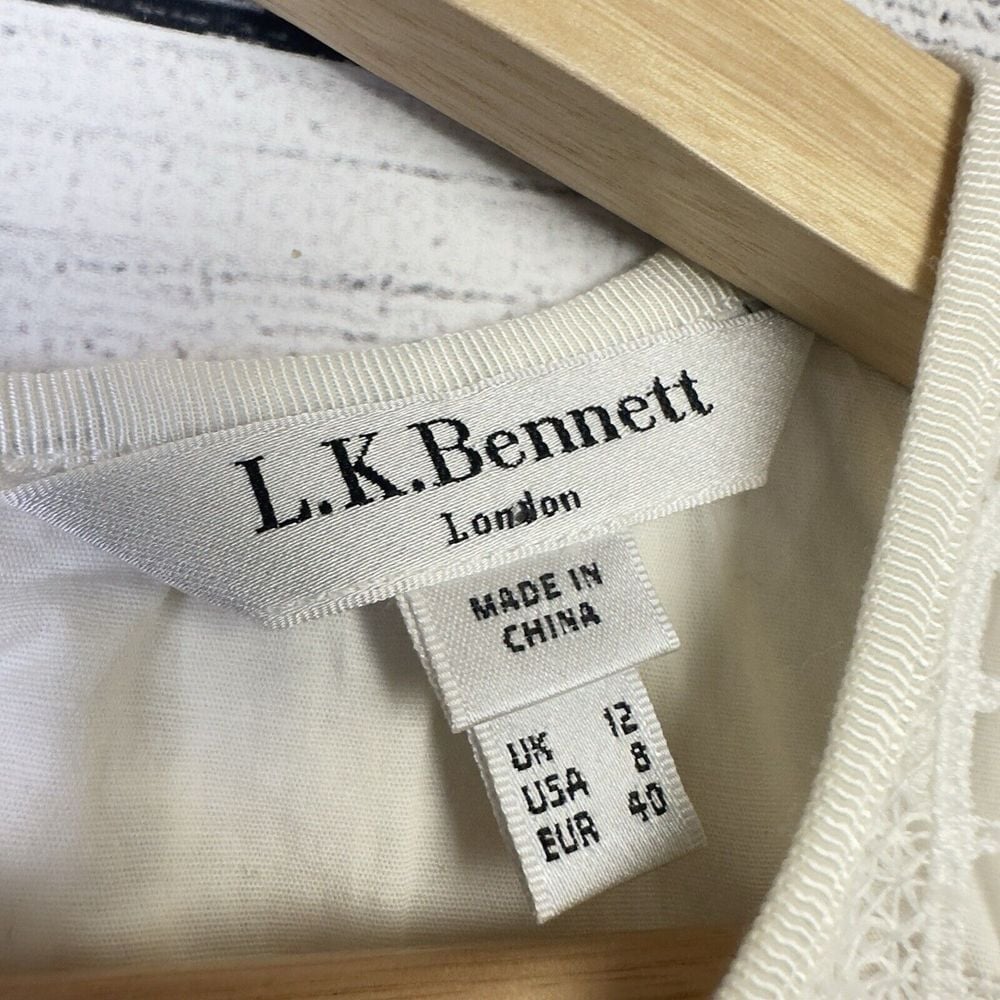 L.K.Bennett
London
MADE IN
CHINA
UK 12
USA 8
EUR 40